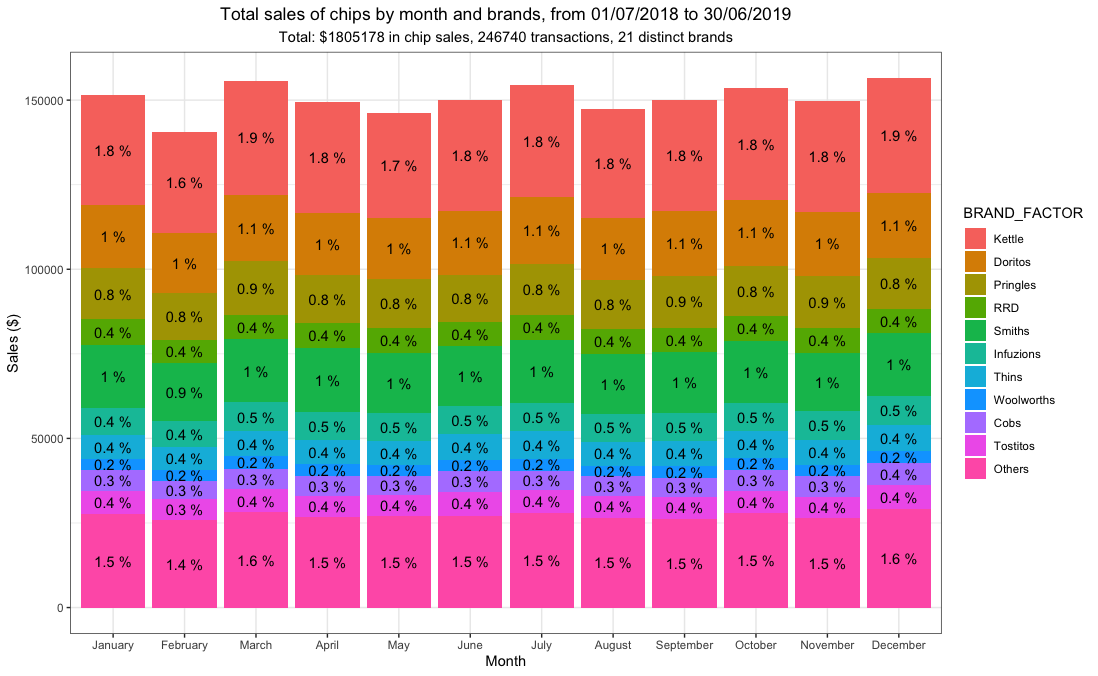 Total sales of chips by month and brands, from 01/07/2018 to 30/06/2019
Total: $1805178 in chip sales, 246740 transactions, 21 distinct brands
Sales ($)
150000
100000
50000
0
1.8 % 1.6 % 1.9 % 1.8 % 1.7 % 1.8 % 1.8 % 1.8 % 1.8 % 1.8 % 1.8 % 1.9 %
1 % 1 % 1.1 % 1 % 1 % 1.1 % 1.1 % 1 % 1.1 % 1.1 % 1 % 1.1 %
0.8 % 0.8 % 0.9 % 0.8 % 0.8 % 0.8 % 0.8 % 0.8 % 0.9 % 0.8 % 0.9 % 0.8 %
0.4 % 0.4 % 0.4 % 0.4 % 0.4 % 0.4 % 0.4 % 0.4 % 0.4 % 0.4 % 0.4 % 0.4 %
1 % 0.9 % 1 % 1 % 1 % 1 % 1 % 1 % 1 % 1 % 1 % 1 %
0.4 % 0.4 % 0.5 % 0.5 % 0.5 % 0.5 % 0.5 % 0.5 % 0.5 % 0.5 % 0.5 % 0.5 %
0.4 % 0.4 % 0.4 % 0.4 % 0.4 % 0.4 % 0.4 % 0.4 % 0.4 % 0.4 % 0.4 % 0.4 %
0.2 % 0.2 % 0.2 % 0.2 % 0.2 % 0.2 % 0.2 % 0.2 % 0.2 % 0.2 % 0.2 % 0.2 %
0.3 % 0.3 % 0.3 % 0.3 % 0.3 % 0.3 % 0.3 % 0.3 % 0.3 % 0.3 % 0.3 % 0.4 %
0.4 % 0.3 % 0.4 % 0.4 % 0.4 % 0.4 % 0.4 % 0.4 % 0.4 % 0.4 % 0.4 % 0.4 %
1.5 % 1.4 % 1.6 % 1.5 % 1.5 % 1.5 % 1.5 % 1.5 % 1.5 % 1.5 % 1.5 % 1.6 %
January February March April May June July August September October November December
Month
BRAND_FACTOR
Kettle
Doritos
Pringles
RRD
Smiths
Infuzions
Thins
Woolworths
Cobs
Tostitos
Others